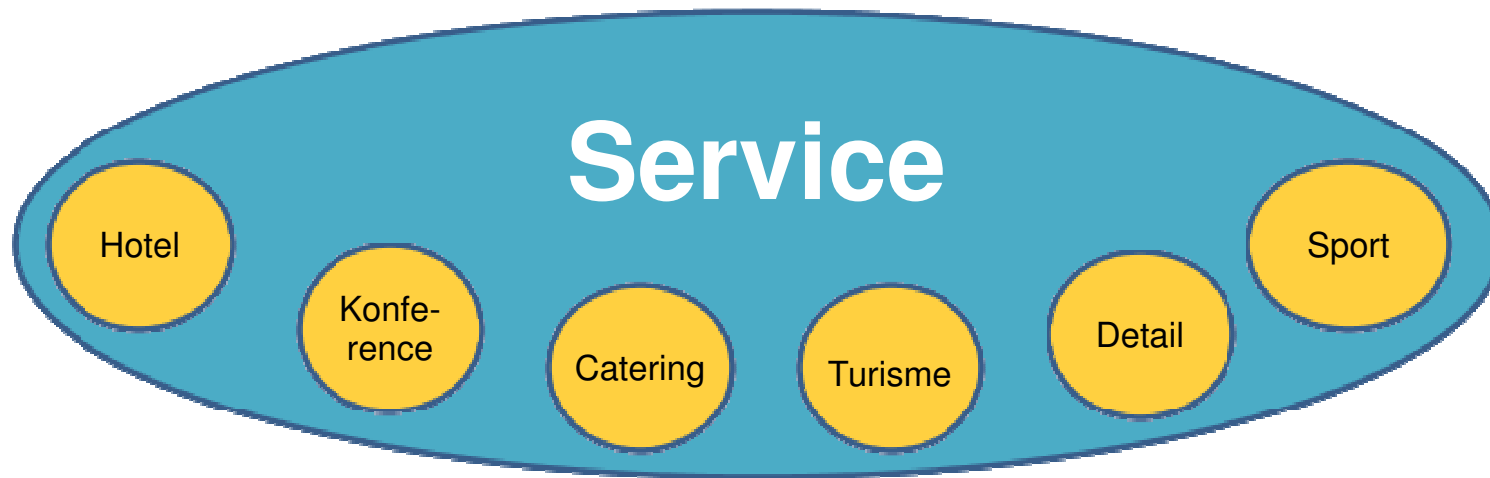 Service
Hotel
Konfe-
rence
Catering
Turisme
Detail
Sport